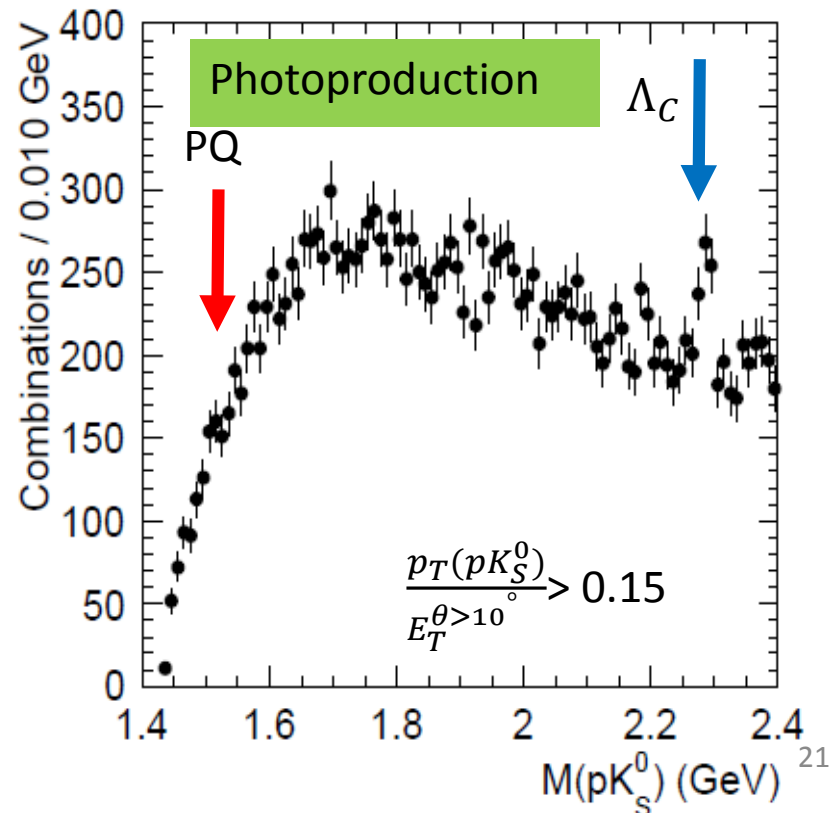 Combinations / 0.010 GeV
400
350
300
250
200
150
100
50
0
Photoproduction
PQ
Λ_C
p_T(pK_S^0) / E_T^{θ>10°} > 0.15
1.4 1.6 1.8 2 2.2 2.4
M(pK_S^0) (GeV)
21